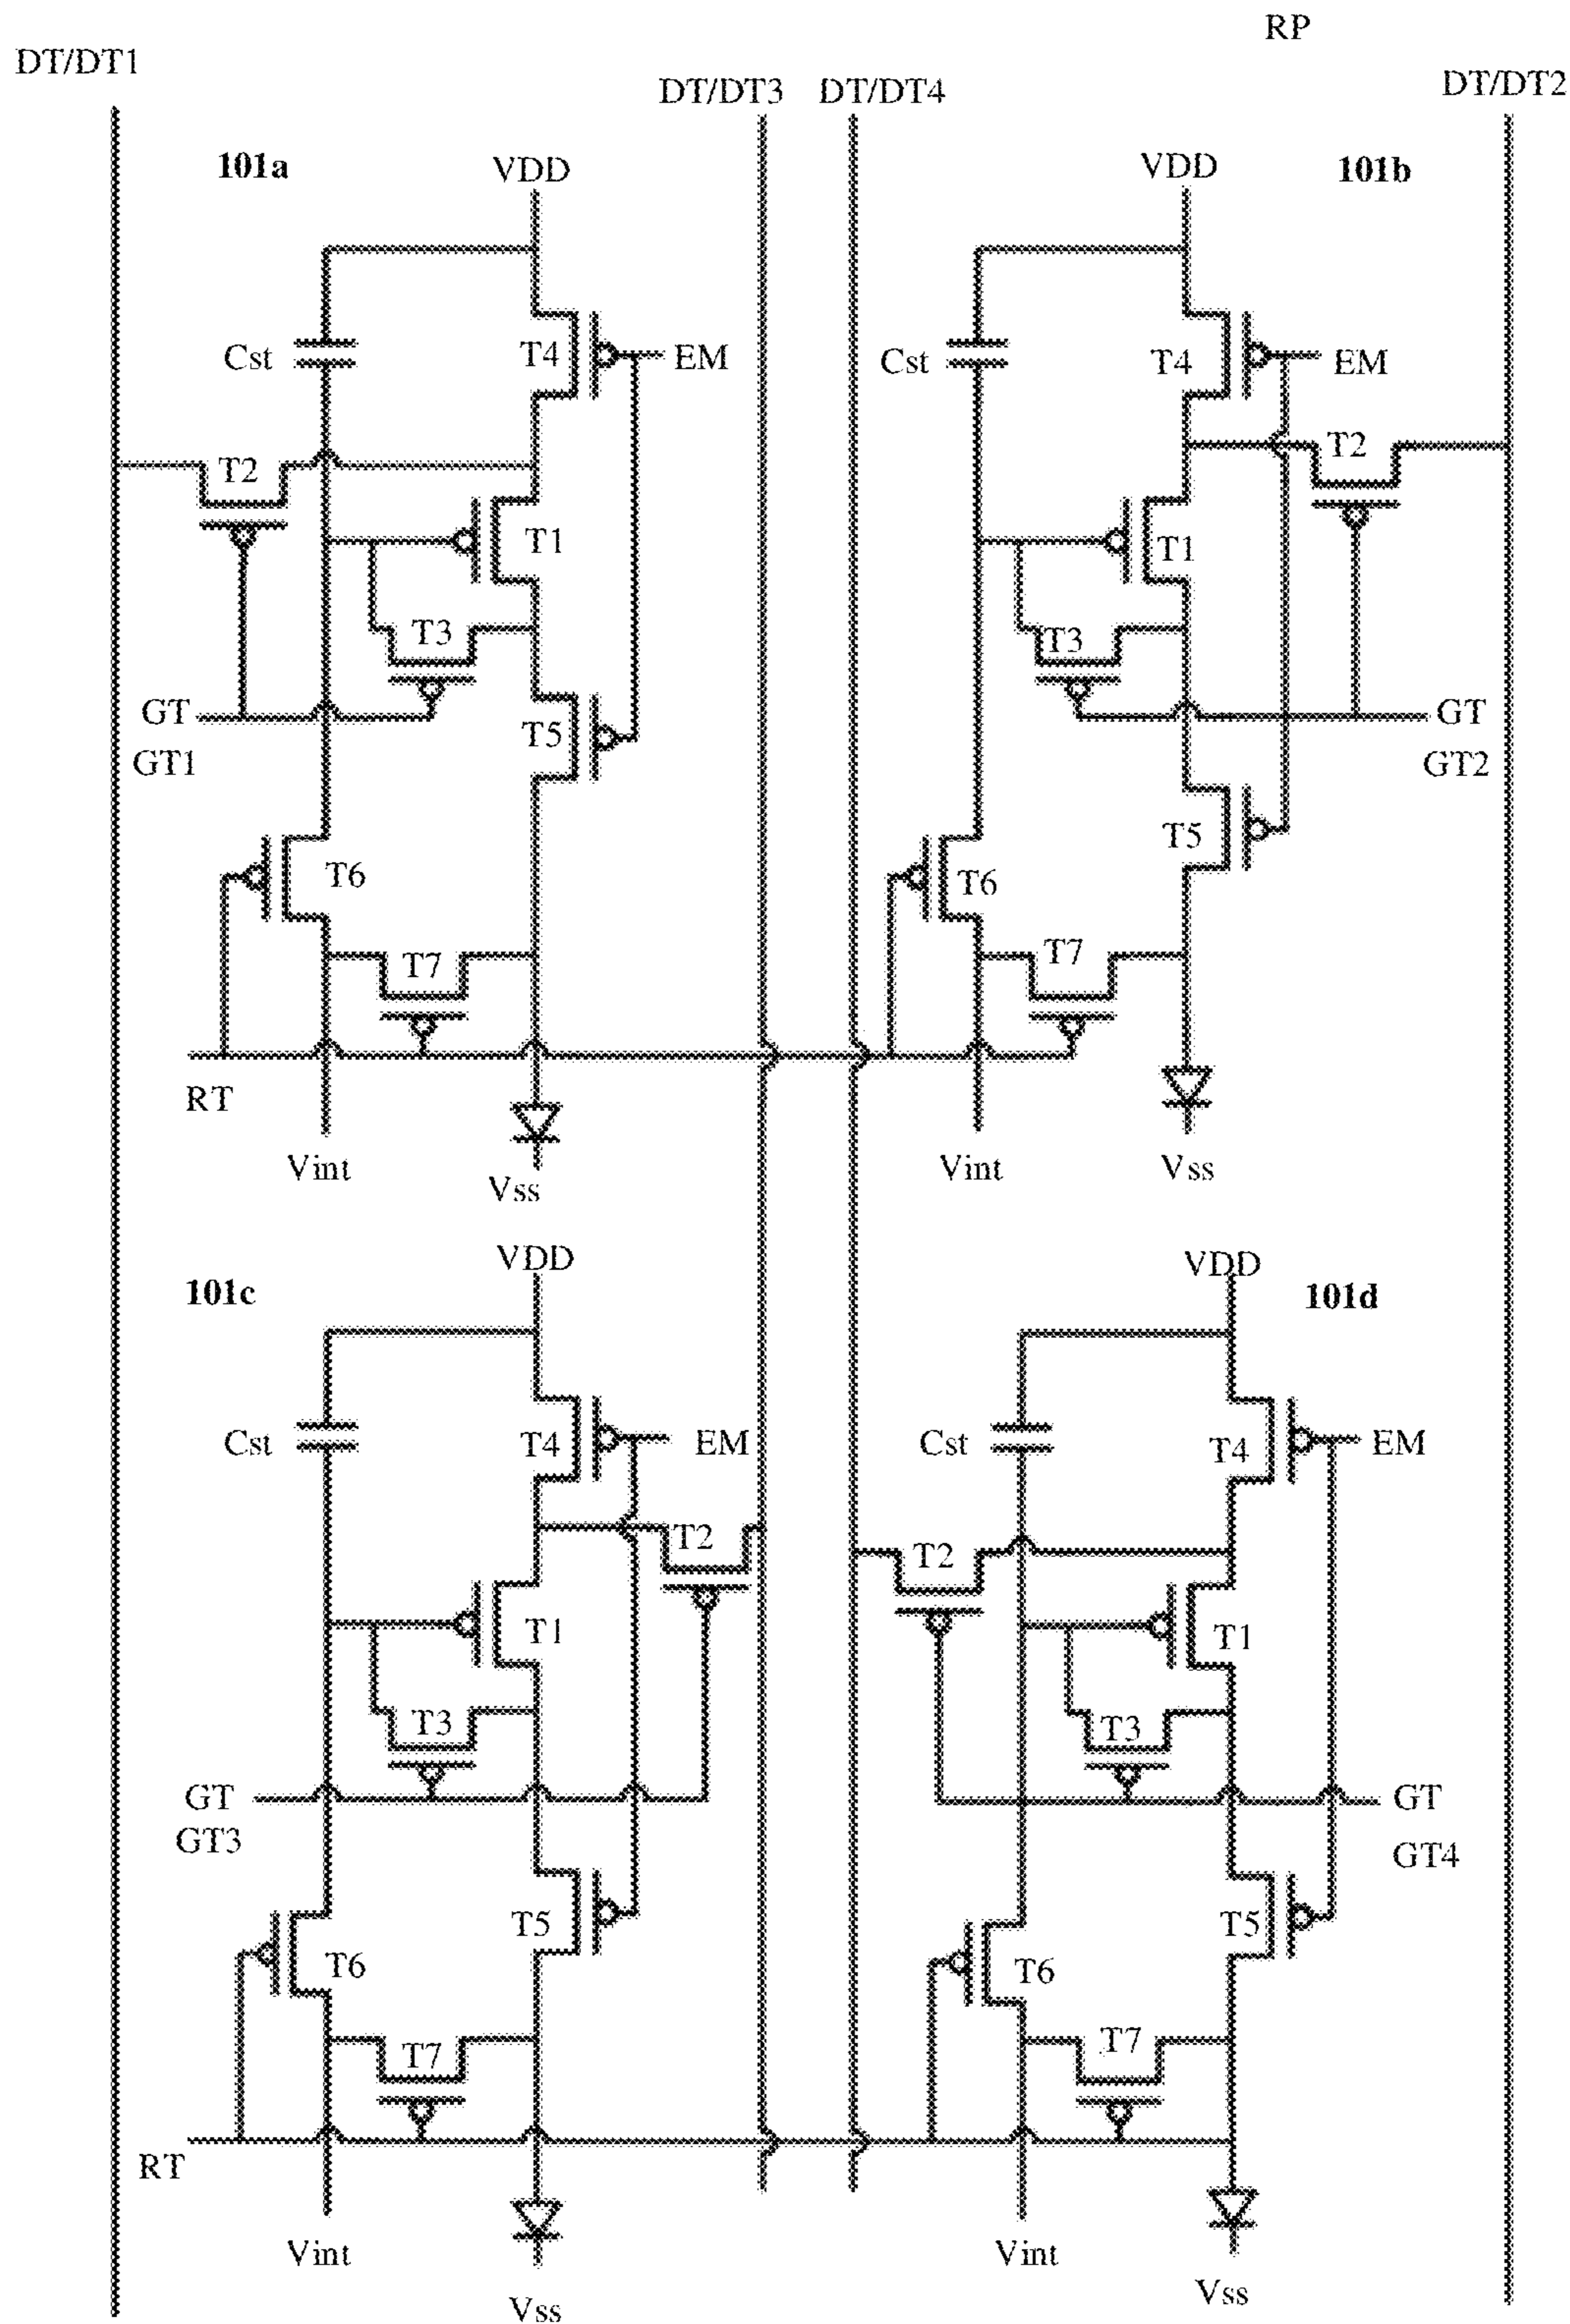 RP
DT/DT1
DT/DT3
DT/DT4
DT/DT2
101a
VDD
VDD
101b
Cst
T4
EM
Cst
T4
EM
T2
T2
T1
T1
T3
T3
GT
GT1
T5
GT
GT2
T5
T6
T6
T7
T7
RT
Vint
Vss
Vint
Vss
101c
VDD
VDD
101d
Cst
T4
EM
Cst
T4
EM
T2
T2
T1
T1
T3
T3
GT
GT3
GT
GT4
T5
T5
T6
T6
T7
T7
RT
Vint
Vss
Vint
Vss